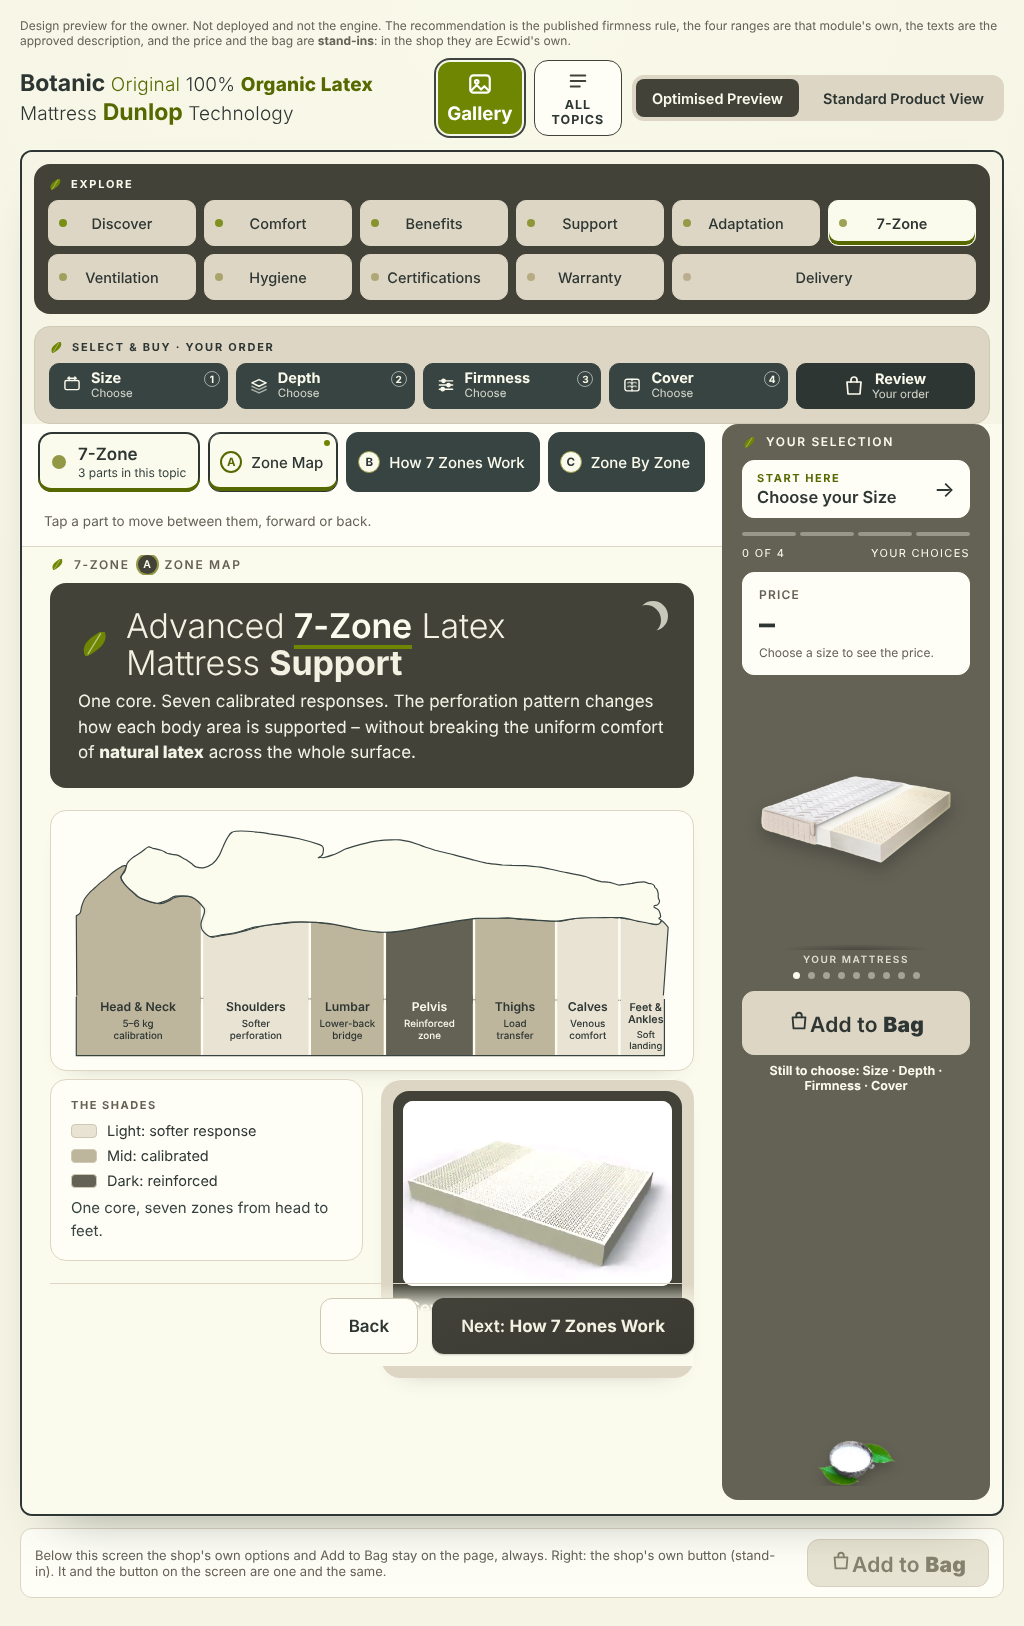 Design preview for the owner. Not deployed and not the engine. The recommendation is the published firmness rule, the four ranges are that module's own, the texts are the
approved description, and the price and the bag are stand-ins: in the shop they are Ecwid's own.
Botanic Original 100% Organic Latex
Mattress Dunlop Technology
Gallery
ALL
TOPICS
Optimised Preview
Standard Product View
EXPLORE
Discover
Comfort
Benefits
Support
Adaptation
7-Zone
Ventilation
Hygiene
Certifications
Warranty
Delivery
SELECT & BUY · YOUR ORDER
Size
Choose
1
Depth
Choose
2
Firmness
Choose
3
Cover
Choose
4
Review
Your order
7-Zone
3 parts in this topic
A Zone Map
B How 7 Zones Work
C Zone By Zone
Tap a part to move between them, forward or back.
7-ZONE A ZONE MAP
Advanced 7-Zone Latex
Mattress Support
One core. Seven calibrated responses. The perforation pattern changes
how each body area is supported – without breaking the uniform comfort
of natural latex across the whole surface.
Head & Neck
5–6 kg
calibration
Shoulders
Softer
perforation
Lumbar
Lower-back
bridge
Pelvis
Reinforced
zone
Thighs
Load
transfer
Calves
Venous
comfort
Feet &
Ankles
Soft
landing
THE SHADES
Light: softer response
Mid: calibrated
Dark: reinforced
One core, seven zones from head to
feet.
Back
Next: How 7 Zones Work
YOUR SELECTION
START HERE
Choose your Size
0 OF 4
YOUR CHOICES
PRICE
–
Choose a size to see the price.
YOUR MATTRESS
Add to Bag
Still to choose: Size · Depth ·
Firmness · Cover
Below this screen the shop's own options and Add to Bag stay on the page, always. Right: the shop's own button (stand-
in). It and the button on the screen are one and the same.
Add to Bag